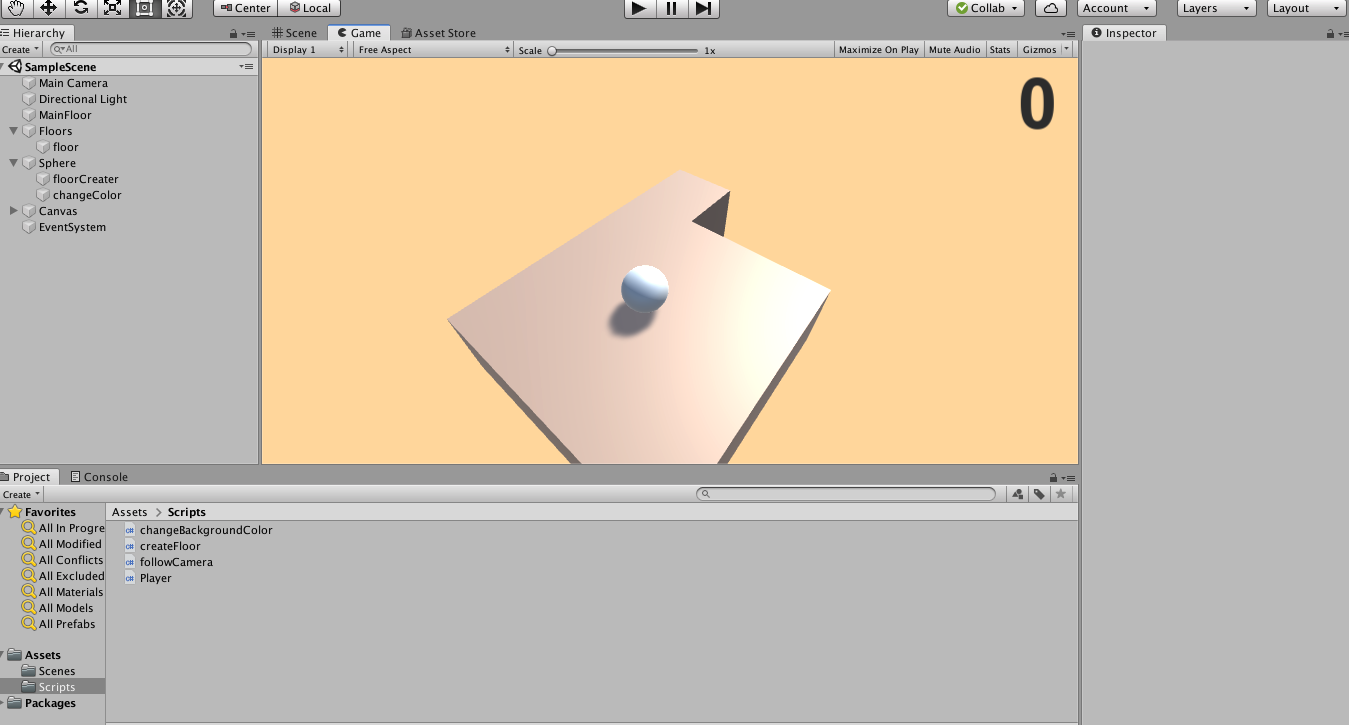 Center Local Collab Account Layers Layout
Hierarchy Scene Game Asset Store Inspector
Create All Display 1 Free Aspect Scale 1x Maximize On Play Mute Audio Stats Gizmos
SampleScene
Main Camera
Directional Light
MainFloor
Floors
floor
Sphere
floorCreater
changeColor
Canvas
EventSystem
0
Project Console
Create
Favorites
All In Progre
All Modified
All Conflicts
All Excluded
All Materials
All Models
All Prefabs
Assets
Scenes
Scripts
Packages
Assets > Scripts
changeBackgroundColor
createFloor
followCamera
Player